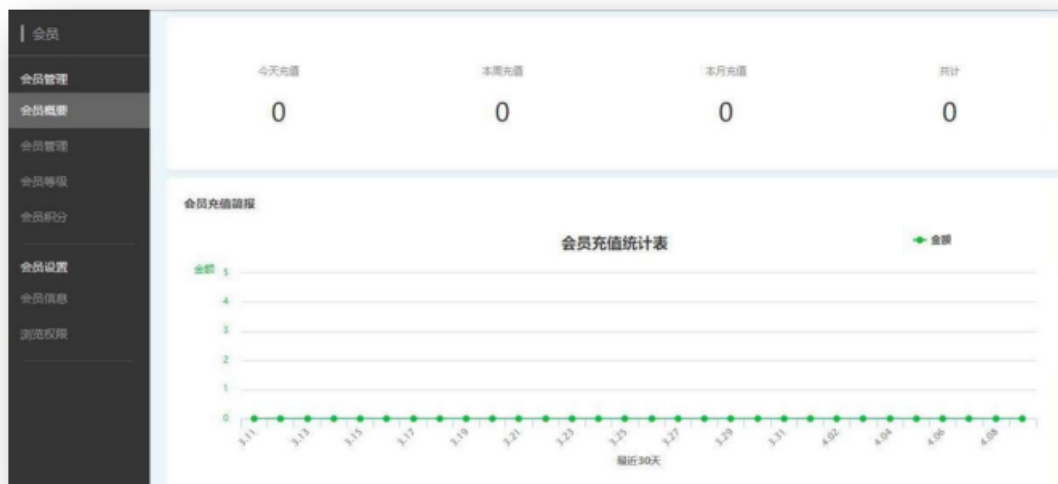 会员
会员管理
会员概要
会员管理
会员等级
会员积分
会员设置
会员信息
浏览权限
今天充值
本周充值
本月充值
共计
0
0
0
0
会员充值简报
会员充值统计表
金额
金额
5
4
3
2
1
0
3.11
3.13
3.15
3.17
3.19
3.21
3.23
3.25
3.27
3.29
3.31
4.02
4.04
4.06
4.08
最近30天